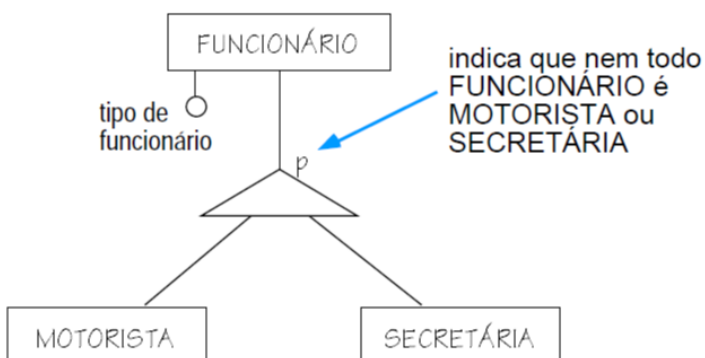 FUNCIONÁRIO
indica que nem todo
FUNCIONÁRIO é
MOTORISTA ou
SECRETÁRIA
tipo de
funcionário
p
MOTORISTA
SECRETÁRIA